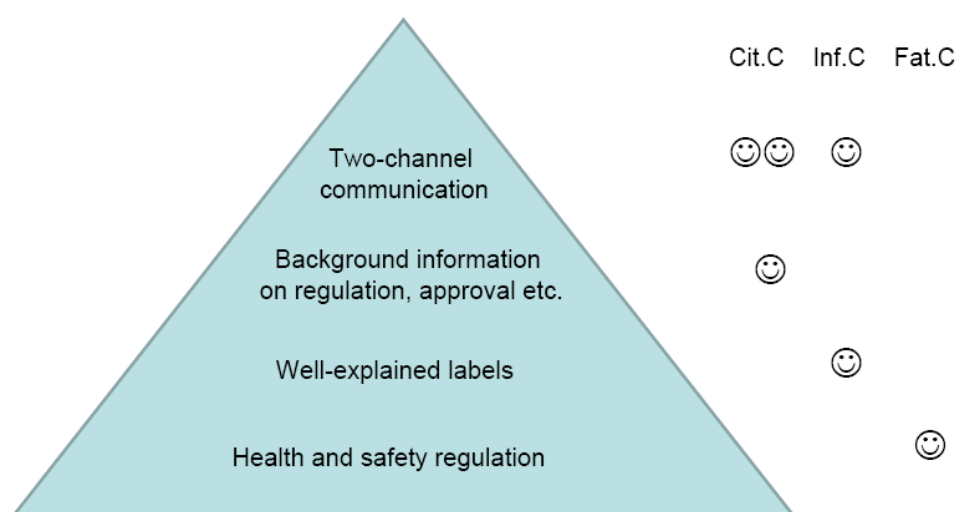 Cit.C Inf.C Fat.C
Two-channel
communication
Background information
on regulation, approval etc.
Well-explained labels
Health and safety regulation